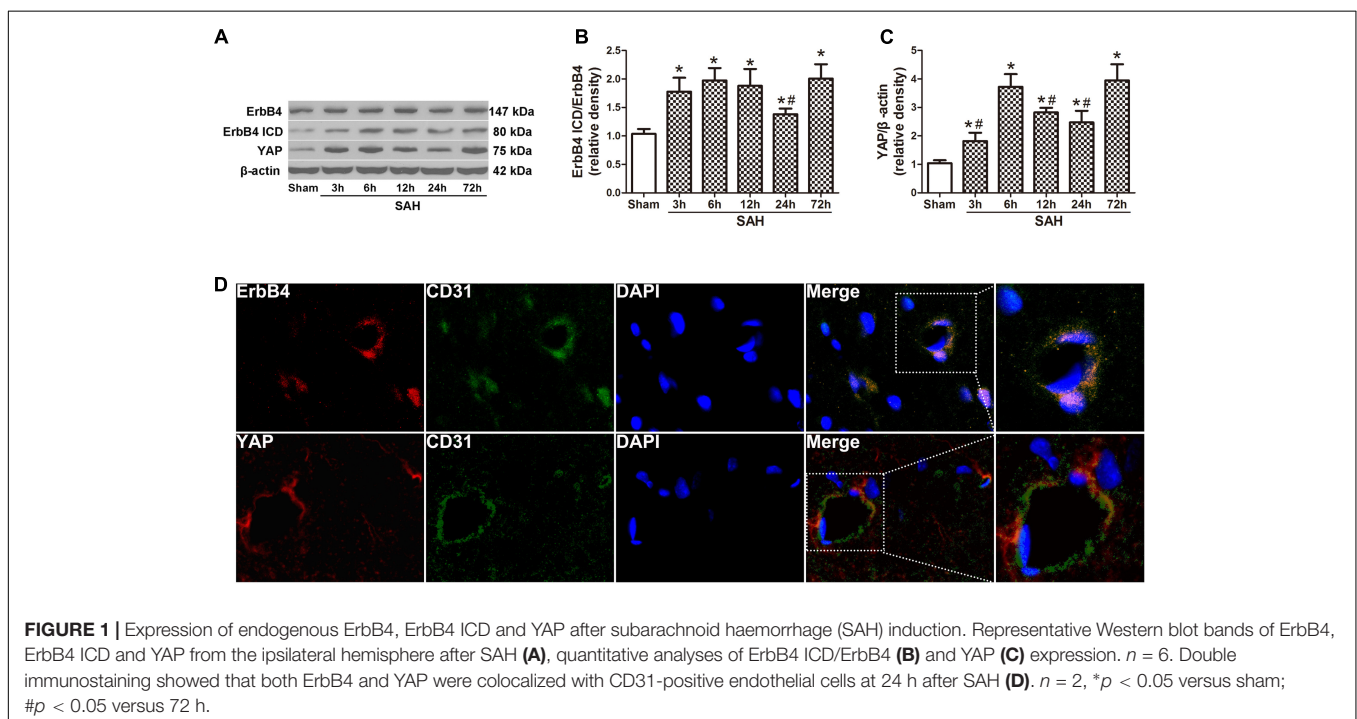 A
ErbB4 147 kDa
ErbB4 ICD 80 kDa
YAP 75 kDa
β-actin 42 kDa
Sham 3h 6h 12h 24h 72h
SAH
B
ErbB4 ICD/ErbB4
(relative density)
2.5
2.0
1.5
1.0
0.5
0.0
* * * *# *
Sham 3h 6h 12h 24h 72h
SAH
C
YAP/β -actin
(relative density)
5
4
3
2
1
0
*# * *# *# *
Sham 3h 6h 12h 24h 72h
SAH
D
ErbB4 CD31 DAPI Merge
YAP CD31 DAPI Merge
FIGURE 1 | Expression of endogenous ErbB4, ErbB4 ICD and YAP after subarachnoid haemorrhage (SAH) induction. Representative Western blot bands of ErbB4,
ErbB4 ICD and YAP from the ipsilateral hemisphere after SAH (A), quantitative analyses of ErbB4 ICD/ErbB4 (B) and YAP (C) expression. n = 6. Double
immunostaining showed that both ErbB4 and YAP were colocalized with CD31-positive endothelial cells at 24 h after SAH (D). n = 2, *p < 0.05 versus sham;
#p < 0.05 versus 72 h.